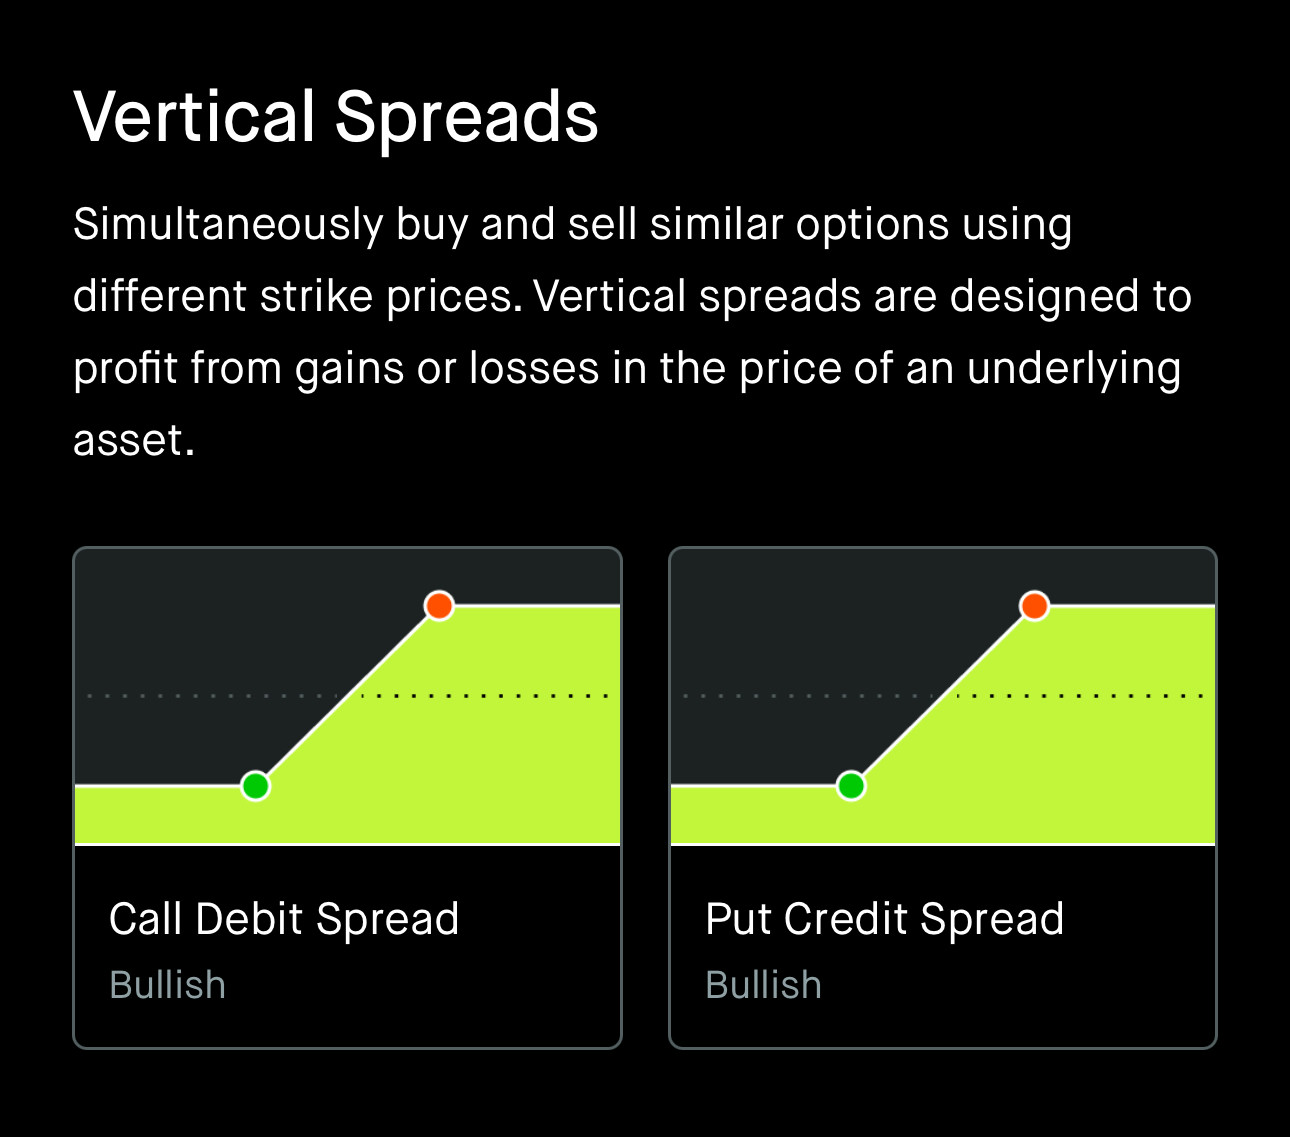 Vertical Spreads
Simultaneously buy and sell similar options using
different strike prices. Vertical spreads are designed to
profit from gains or losses in the price of an underlying
asset.
Call Debit Spread
Bullish
Put Credit Spread
Bullish